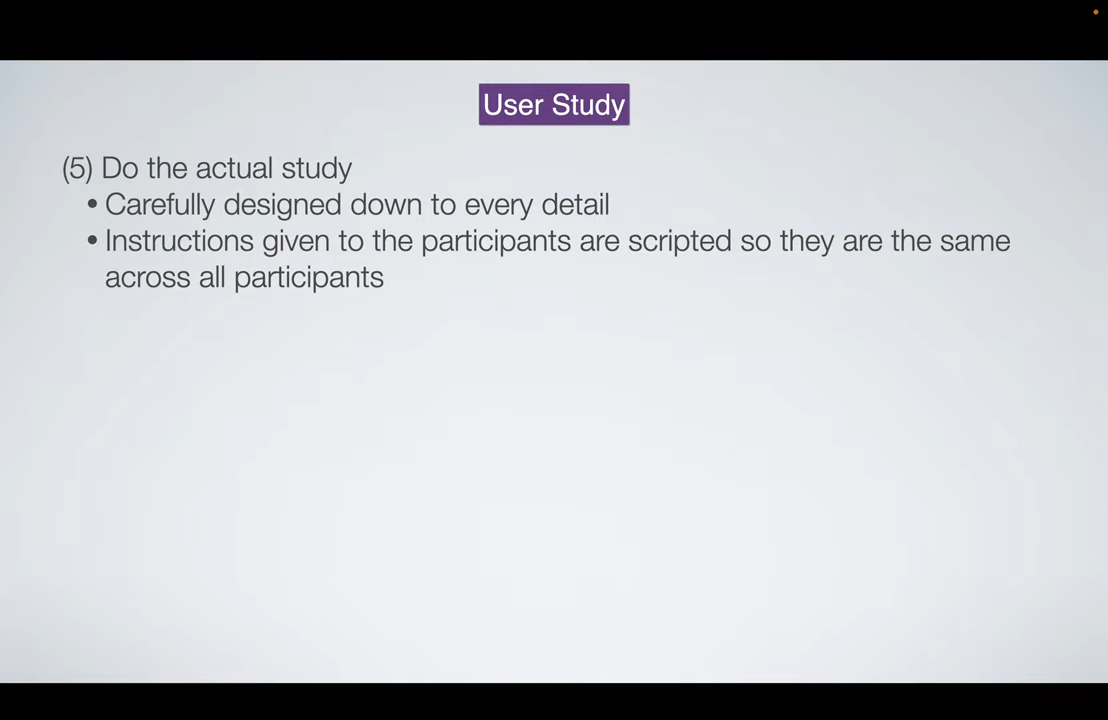 User Study
(5) Do the actual study
• Carefully designed down to every detail
• Instructions given to the participants are scripted so they are the same
across all participants